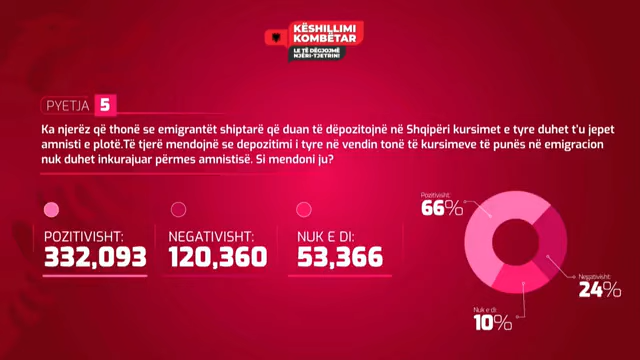 KËSHILLIMI
KOMBËTAR
LE TË DËGJOJMË
NJËRI-TJETRIN!
PYETJA 5
Ka njerëz që thonë se emigrantët shiptarë që duan të dëpozitojnë në Shqipëri kursimet e tyre duhet t'u jepet
amnisti e plotë.Të tjerë mendojnë se depozitimi i tyre në vendin tonë të kursimeve të punës në emigracion
nuk duhet inkurajuar përmes amnistisë. Si mendoni ju?
POZITIVISHT:
332,093
NEGATIVISHT:
120,360
NUK E DI:
53,366
Pozitivisht:
66%
Negativisht:
24%
Nuk e di:
10%